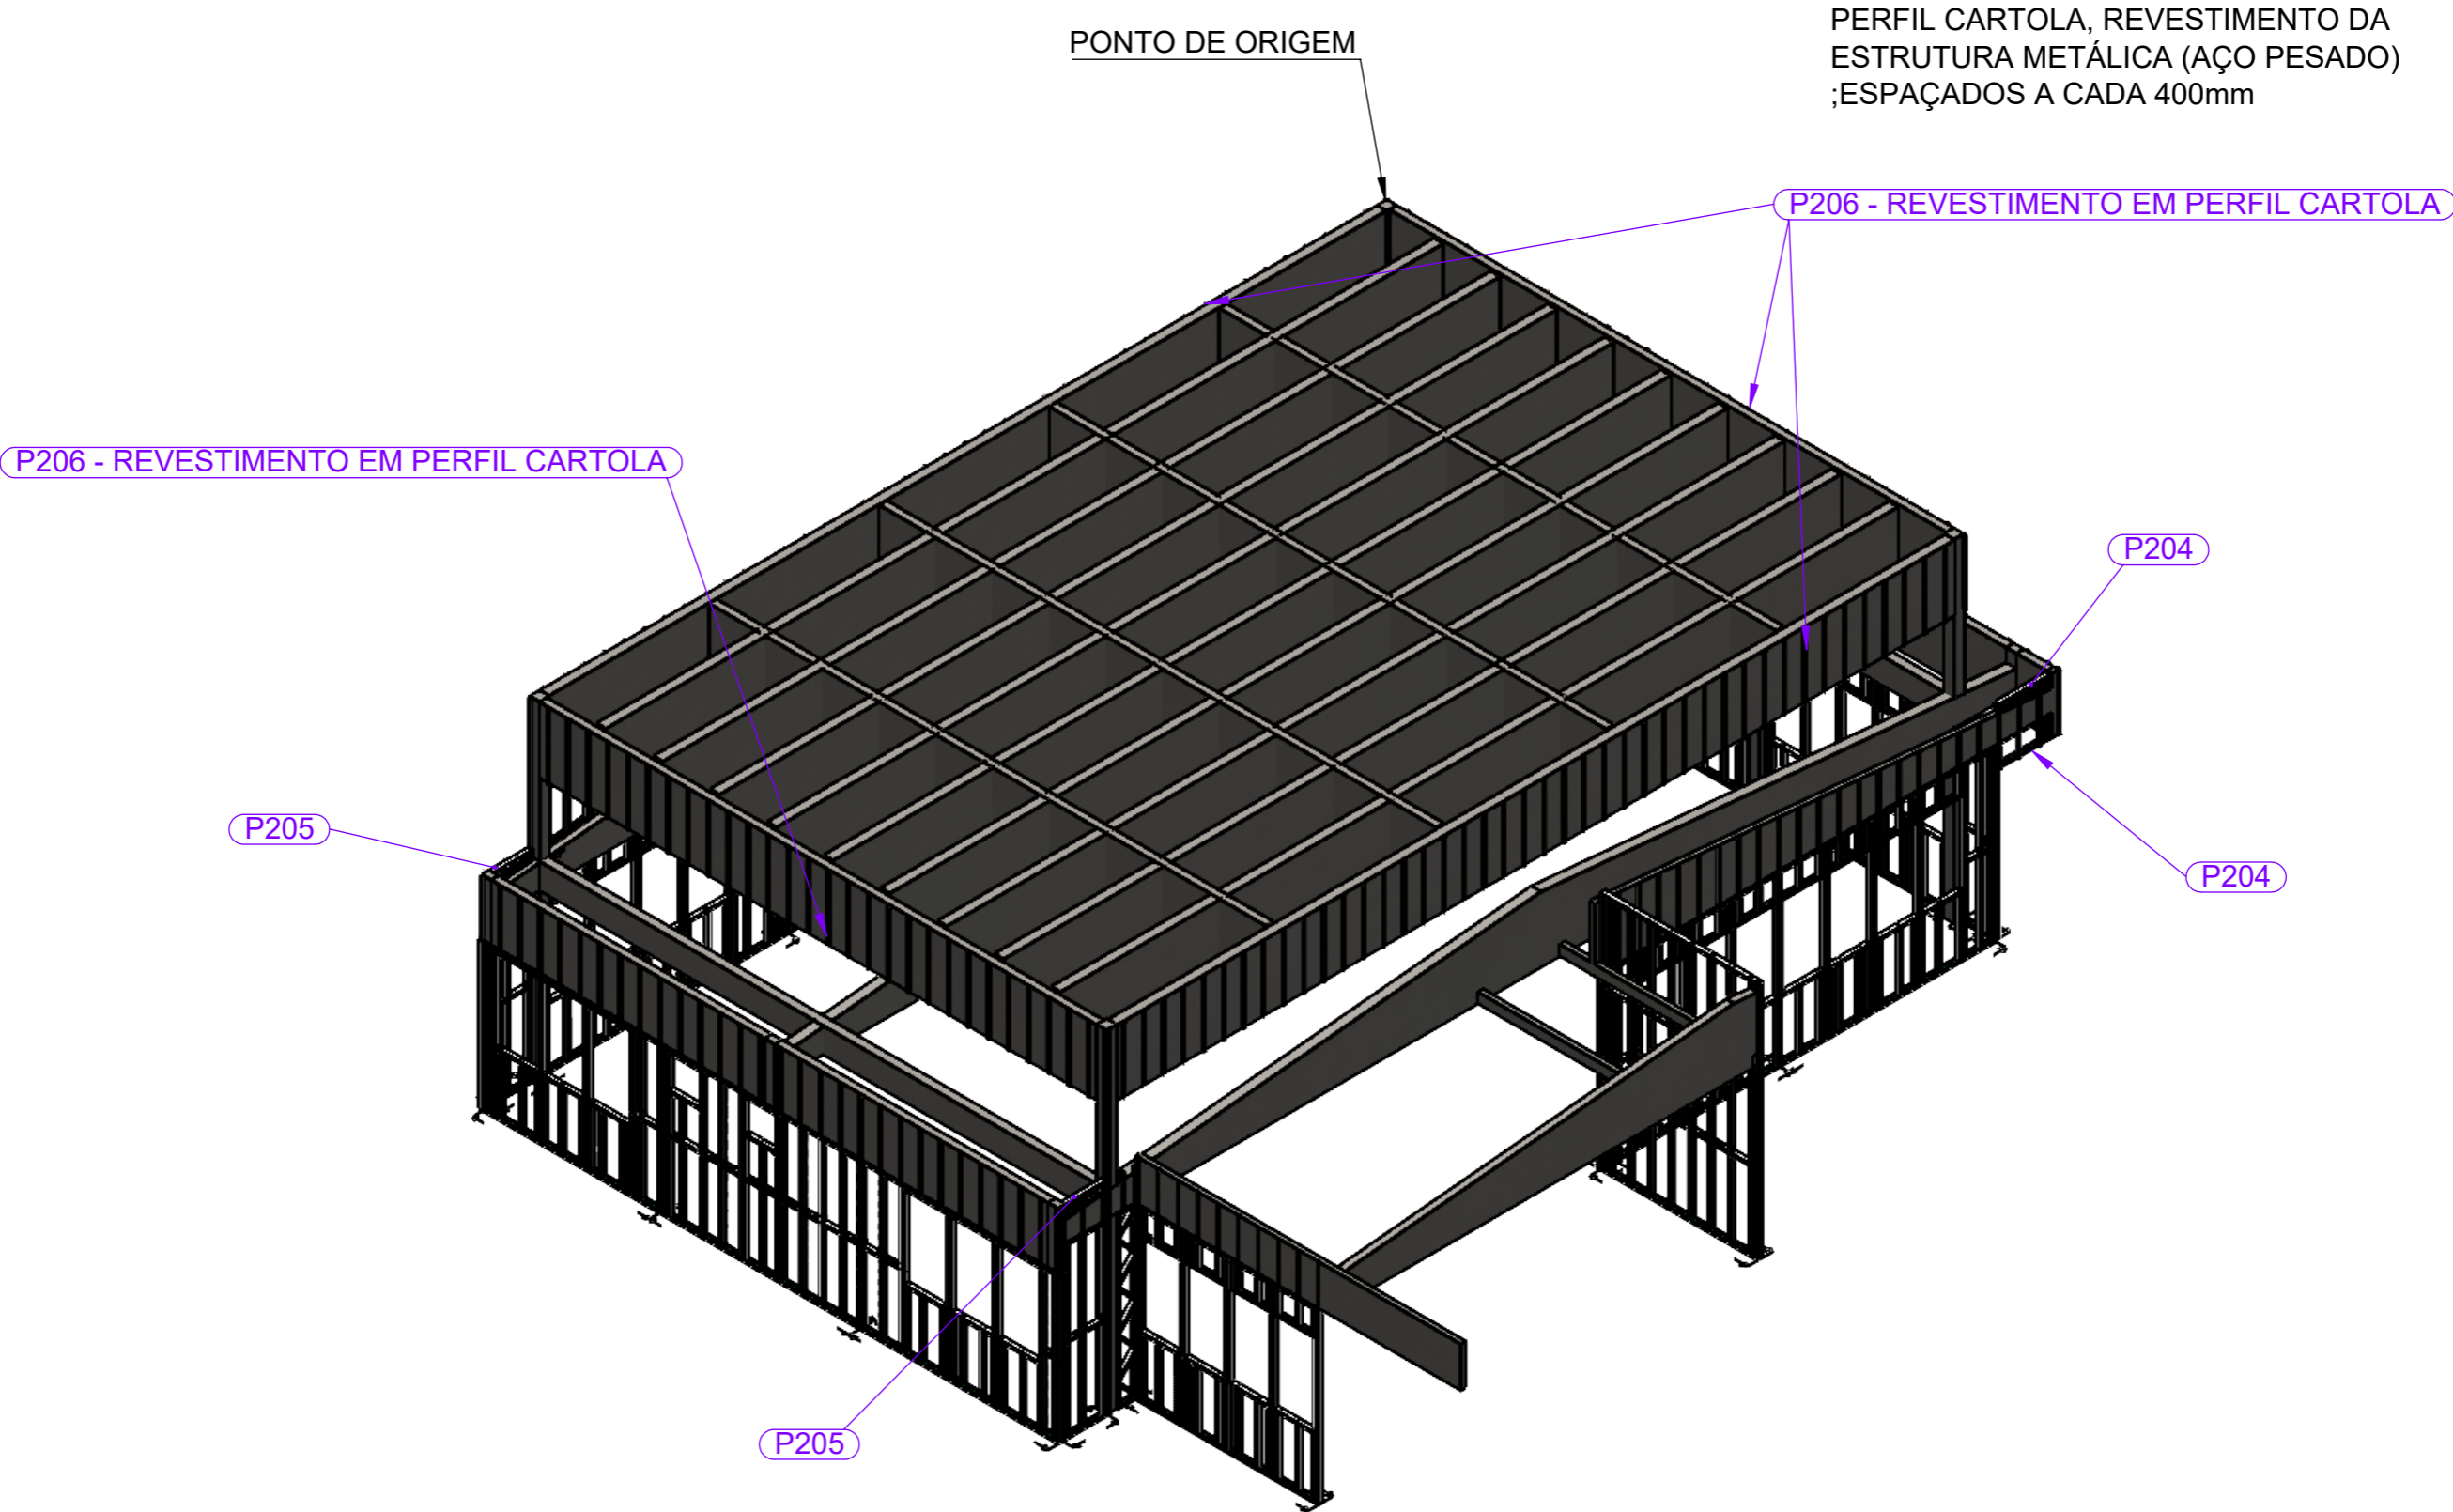 PERFIL CARTOLA, REVESTIMENTO DA
ESTRUTURA METÁLICA (AÇO PESADO)
;ESPAÇADOS A CADA 400mm
PONTO DE ORIGEM
P206 - REVESTIMENTO EM PERFIL CARTOLA
P206 - REVESTIMENTO EM PERFIL CARTOLA
P204
P205
P204
P205